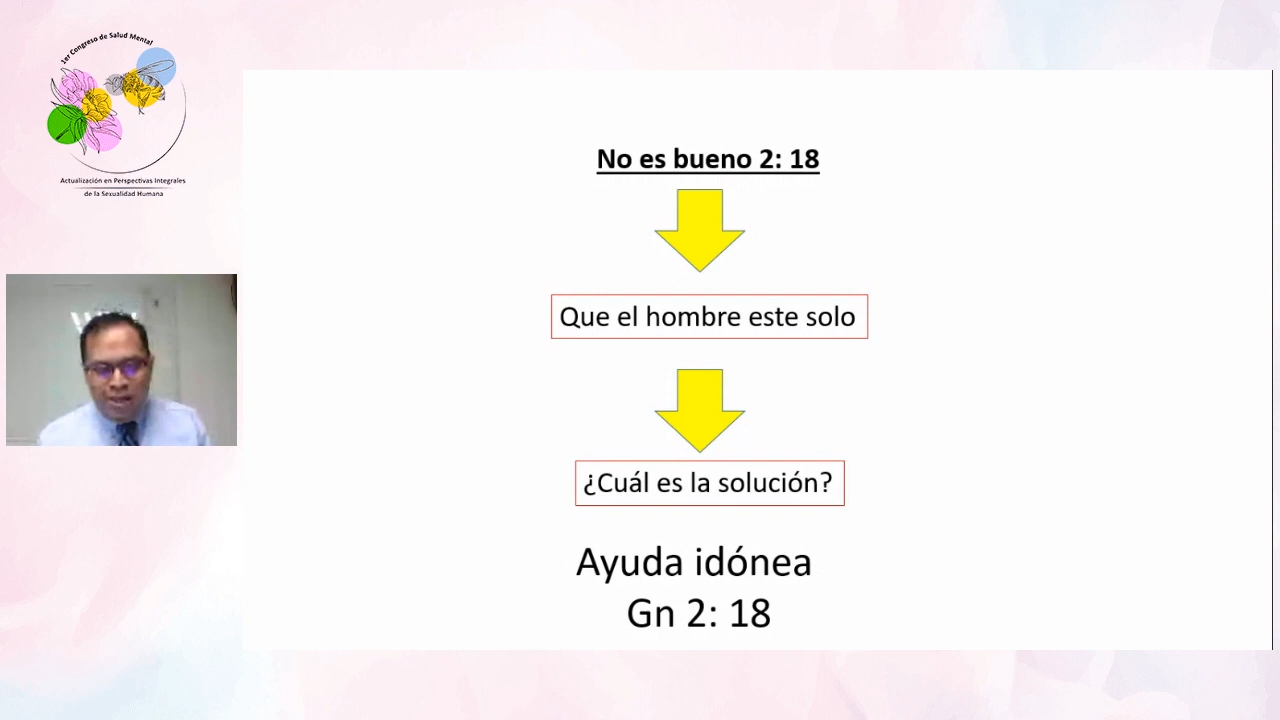 1er Congreso de Salud Mental
Actualización en Perspectivas Integrales
de la Sexualidad Humana
No es bueno 2: 18
Que el hombre este solo
¿Cuál es la solución?
Ayuda idónea
Gn 2: 18